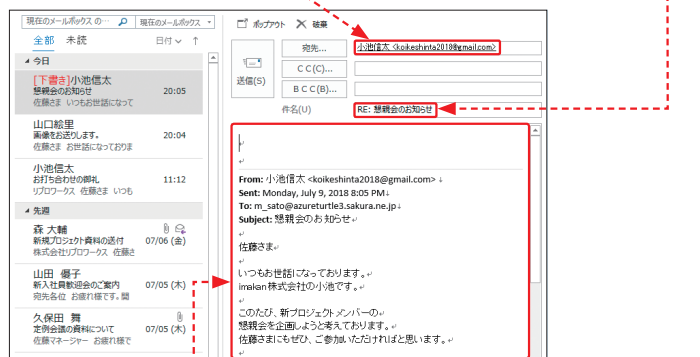 現在のメールボックス の…
現在のメールボックス
全部 未読
日付
今日
[下書き]小池信太
懇親会のお知らせ 20:05
佐藤さま いつもお世話になって
山口絵里
画像をお送りします。 20:04
佐藤さま お世話になっておりま
小池信太
お打ち合わせの御礼 11:12
リブロワークス 佐藤さま いつも
先週
森 大輔
新規プロジェクト資料の送付 07/06 (金)
株式会社リブロワークス 佐藤さ
山田 優子
新入社員歓迎会のご案内 07/05 (木)
宛先各位 お疲れ様です。開
久保田 舞
定例会議の資料について 07/05 (木)
佐藤マネージャー お疲れ様で
ポップアウト 破棄
送信(S)
宛先...
小池信太 <koikeshinta2018@gmail.com>
CC(C)...
BCC(B)...
件名(U)
RE: 懇親会のお知らせ
From: 小池信太 <koikeshinta2018@gmail.com>
Sent: Monday, July 9, 2018 8:05 PM
To: m_sato@azureturtle3.sakura.ne.jp
Subject: 懇親会のお知らせ
佐藤さま
いつもお世話になっております。
imakan株式会社の小池です。
このたび、新プロジェクトメンバーの
懇親会を企画しようと考えております。
佐藤さまにもぜひ、ご参加いただければと思います。